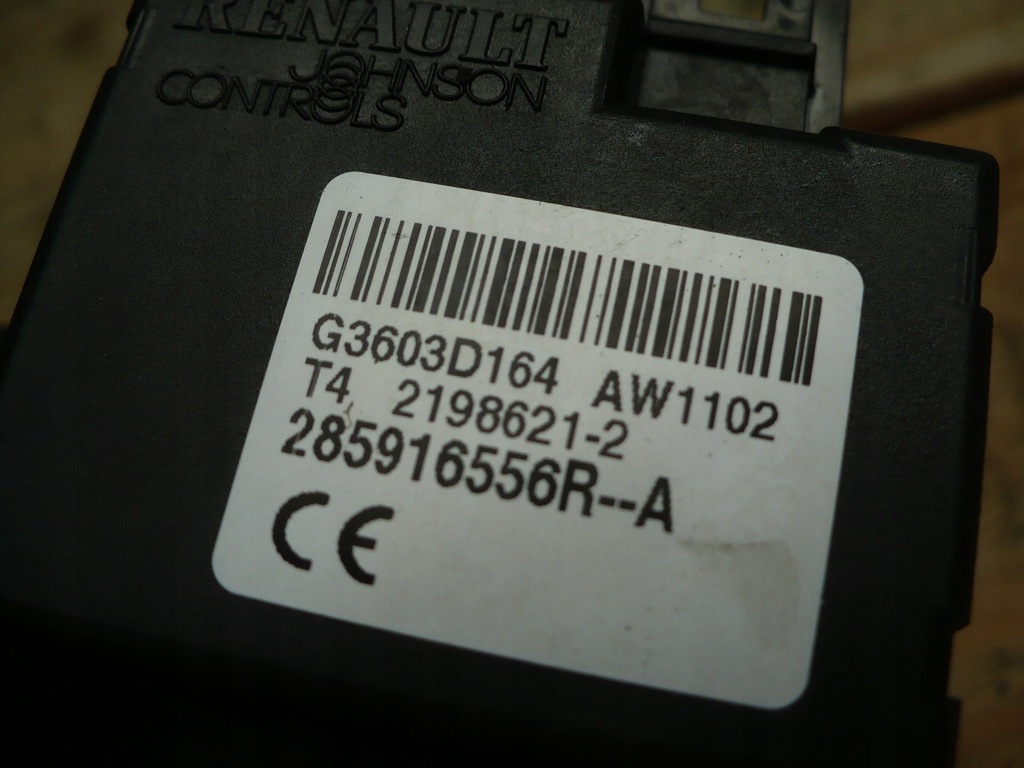 RENAULT
JOHNSON
CONTROLS
G3603D164 AW1102
T4 2198621-2
285916556R--A
CE